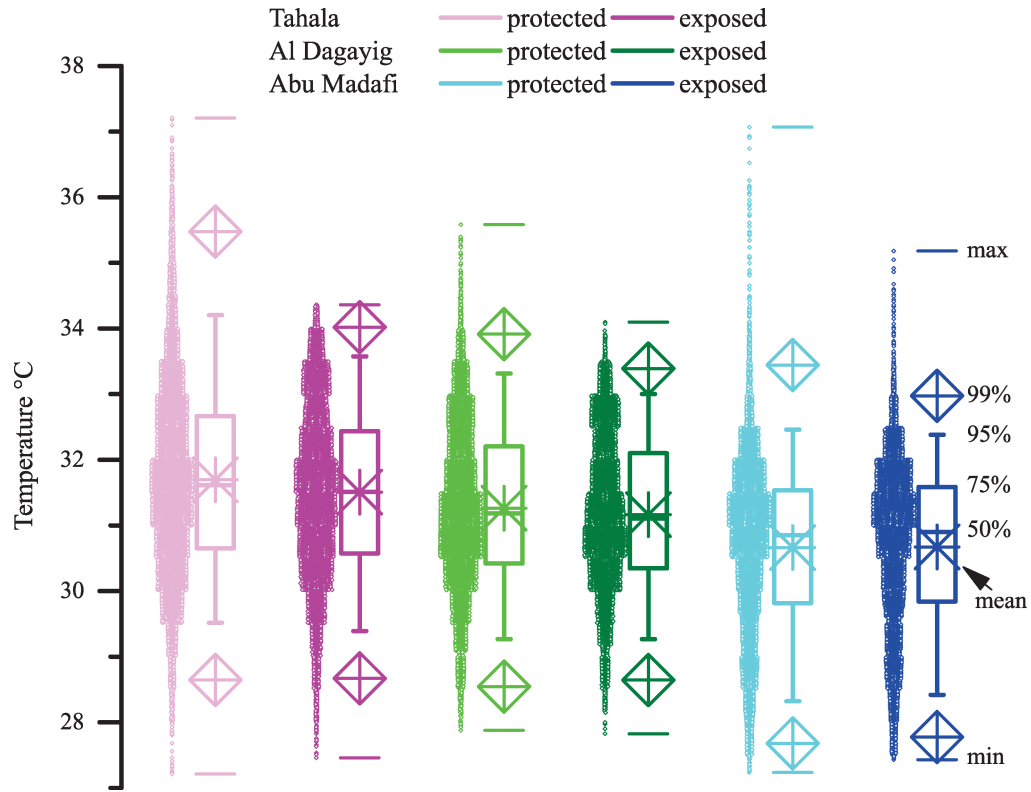 Tahala protected exposed
Al Dagayig protected exposed
Abu Madafi protected exposed
38
36
34
32
30
28
Temperature °C
max
99%
95%
75%
50%
mean
min